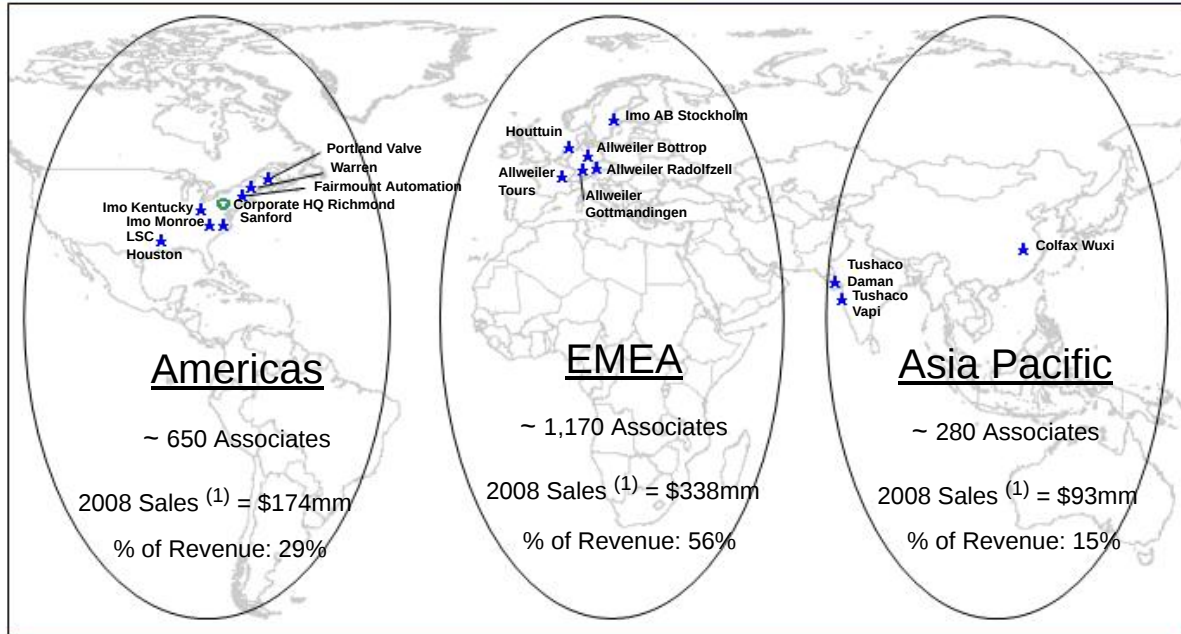 Portland Valve
Warren
Fairmount Automation
Imo Kentucky
Corporate HQ Richmond
Imo Monroe
Sanford
LSC
Houston
Americas
~ 650 Associates
2008 Sales (1) = $174mm
% of Revenue: 29%
Imo AB Stockholm
Houttuin
Allweiler Bottrop
Allweiler
Tours
Allweiler Radolfzell
Allweiler
Gottmandingen
EMEA
~ 1,170 Associates
2008 Sales (1) = $338mm
% of Revenue: 56%
Colfax Wuxi
Tushaco
Daman
Tushaco
Vapi
Asia Pacific
~ 280 Associates
2008 Sales (1) = $93mm
% of Revenue: 15%